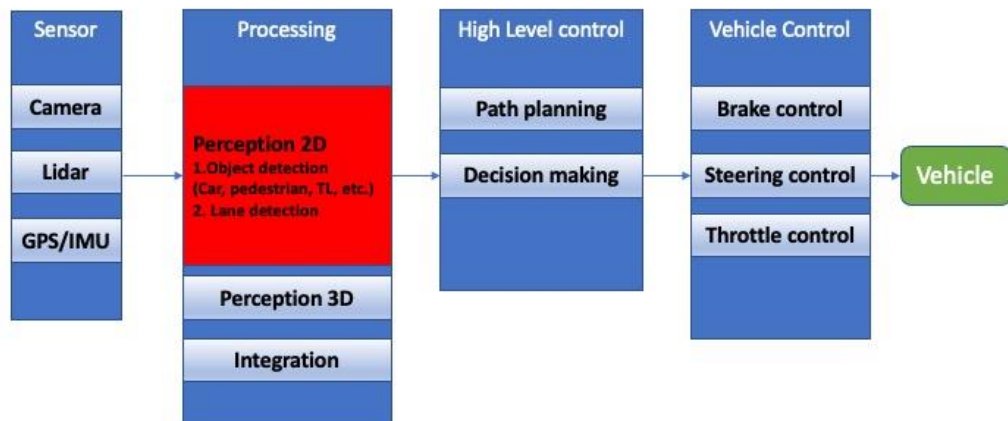 Sensor
Camera
Lidar
GPS/IMU
Processing
Perception 2D
1.Object detection
(Car, pedestrian, TL, etc.)
2. Lane detection
Perception 3D
Integration
High Level control
Path planning
Decision making
Vehicle Control
Brake control
Steering control
Throttle control
Vehicle